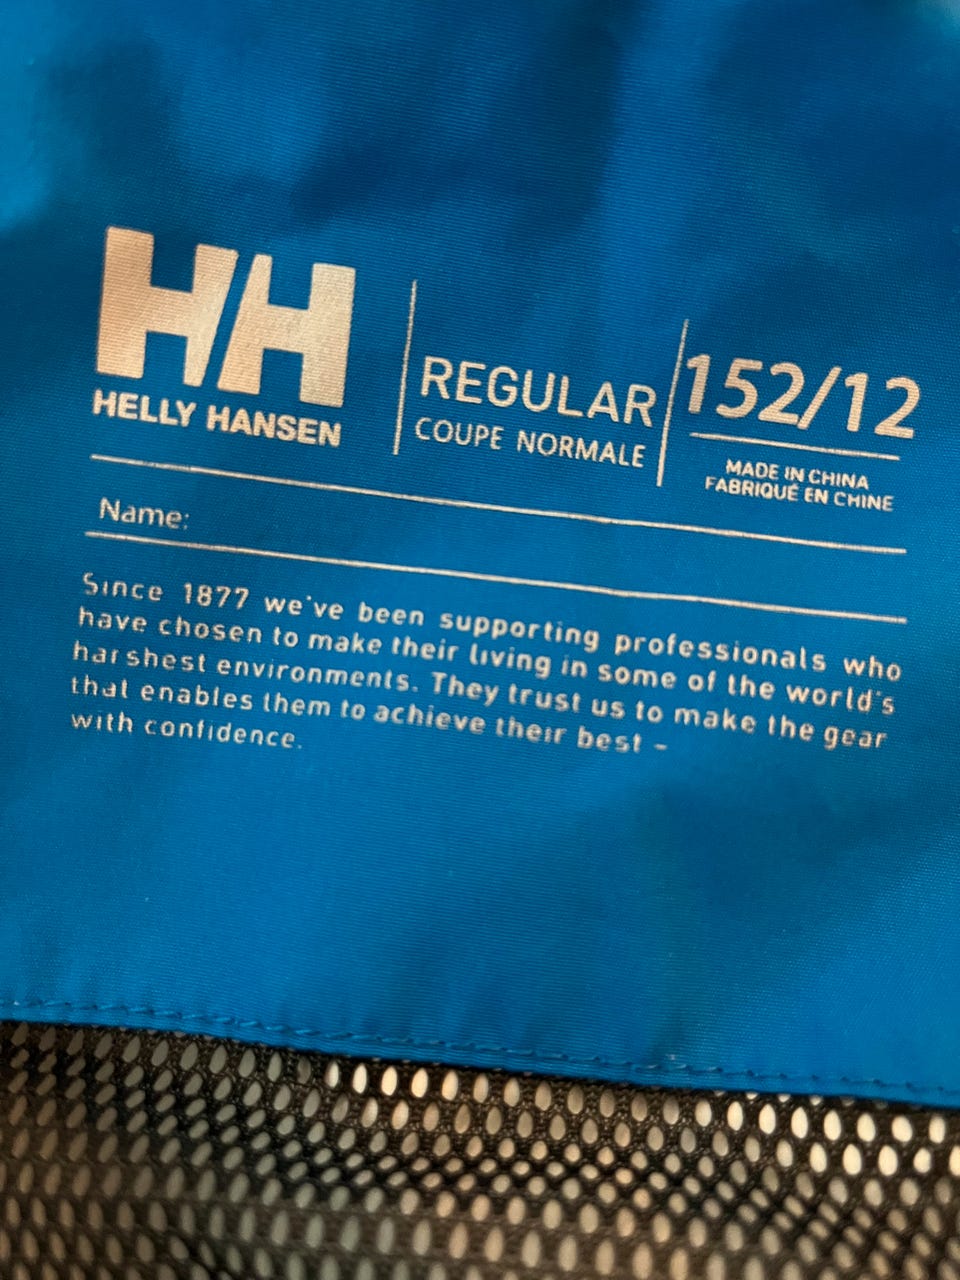 HH
HELLY HANSEN
REGULAR
COUPE NORMALE
152/12
MADE IN CHINA
FABRIQUÉ EN CHINE
Name:
Since 1877 we've been supporting professionals who
have chosen to make their living in some of the world's
harshest environments. They trust us to make the gear
that enables them to achieve their best –
with confidence.